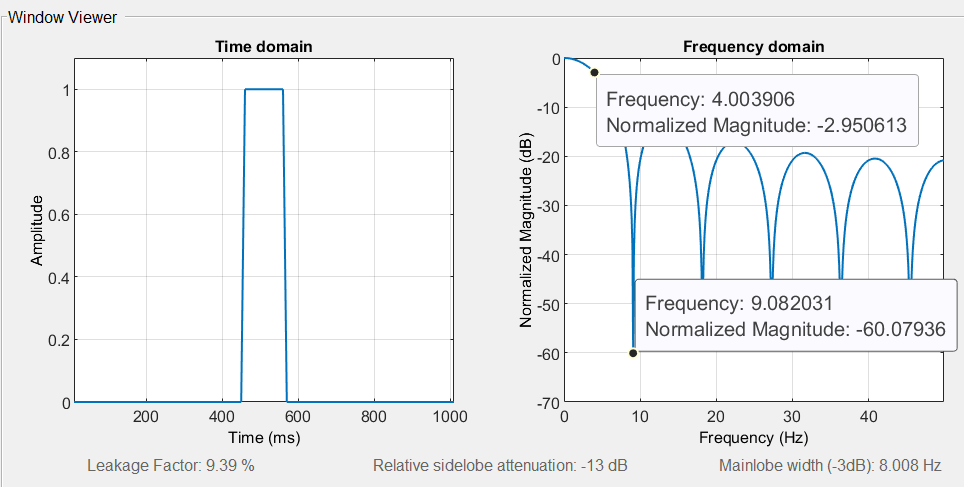 Window Viewer
Time domain
Amplitude
1
0.8
0.6
0.4
0.2
0
200
400
600
800
1000
Time (ms)
Frequency domain
Normalized Magnitude (dB)
0
-10
-20
-30
-40
-50
-60
-70
Frequency: 4.003906
Normalized Magnitude: -2.950613
Frequency: 9.082031
Normalized Magnitude: -60.07936
0
10
20
30
40
Frequency (Hz)
Leakage Factor: 9.39 %
Relative sidelobe attenuation: -13 dB
Mainlobe width (-3dB): 8.008 Hz